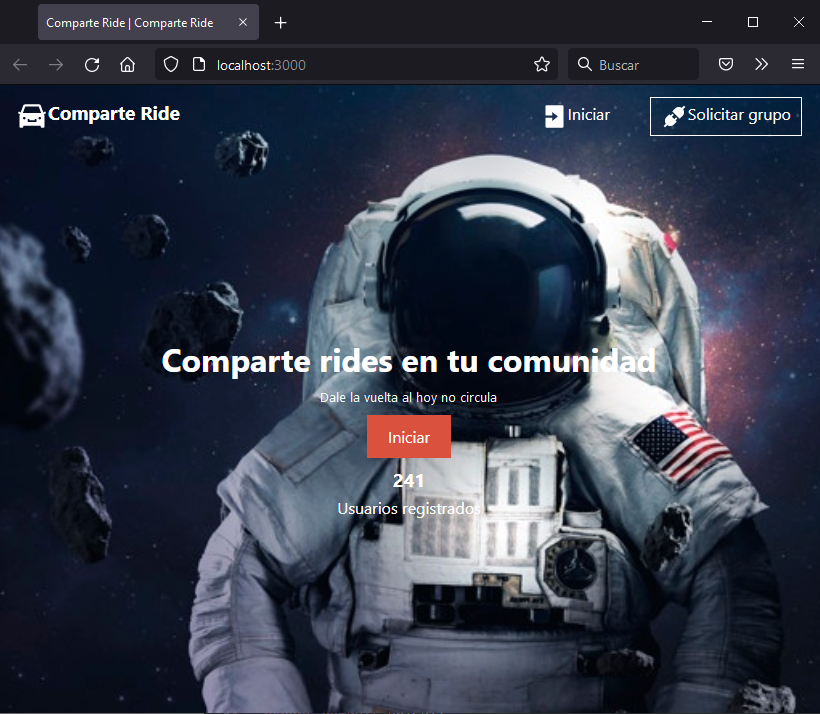 Comparte Ride | Comparte Ride
localhost:3000
Buscar
Comparte Ride
Iniciar
Solicitar grupo
Comparte rides en tu comunidad
Dale la vuelta al hoy no circula
Iniciar
241
Usuarios registrados